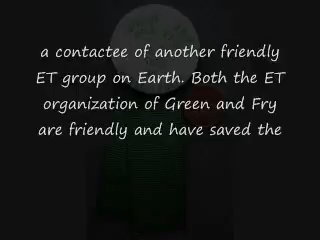 a contactee of another friendly
ET group on Earth. Both the ET
organization of Green and Fry
are friendly and have saved the